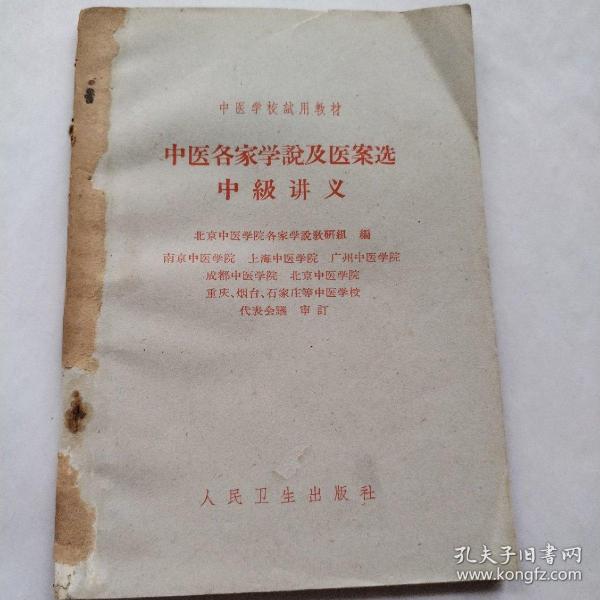 中医学校試用教材
中医各家学說及医案选
中級讲义
北京中医学院各家学說教研組 編
南京中医学院 上海中医学院 广州中医学院
成都中医学院 北京中医学院
重庆、烟台、石家庄等中医学校
代表会議 审訂
人民卫生出版社
孔夫子旧书网
www.kongfz.com